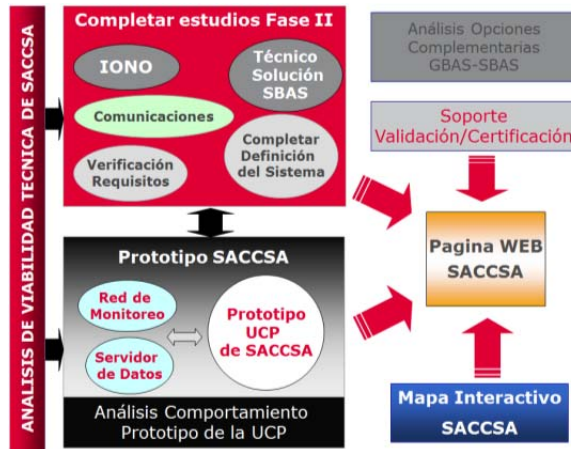 ANALISIS DE VIABILIDAD TECNICA DE SACCSA
Completar estudios Fase II
IONO
Técnico
Solución
SBAS
Comunicaciones
Verificación
Requisitos
Completar
Definición
del Sistema
Prototipo SACCSA
Red de
Monitoreo
Servidor
de Datos
Prototipo
UCP
de SACCSA
Análisis Comportamiento
Prototipo de la UCP
Análisis Opciones
Complementarias
GBAS-SBAS
Soporte
Validación/Certificación
Pagina WEB
SACCSA
Mapa Interactivo
SACCSA